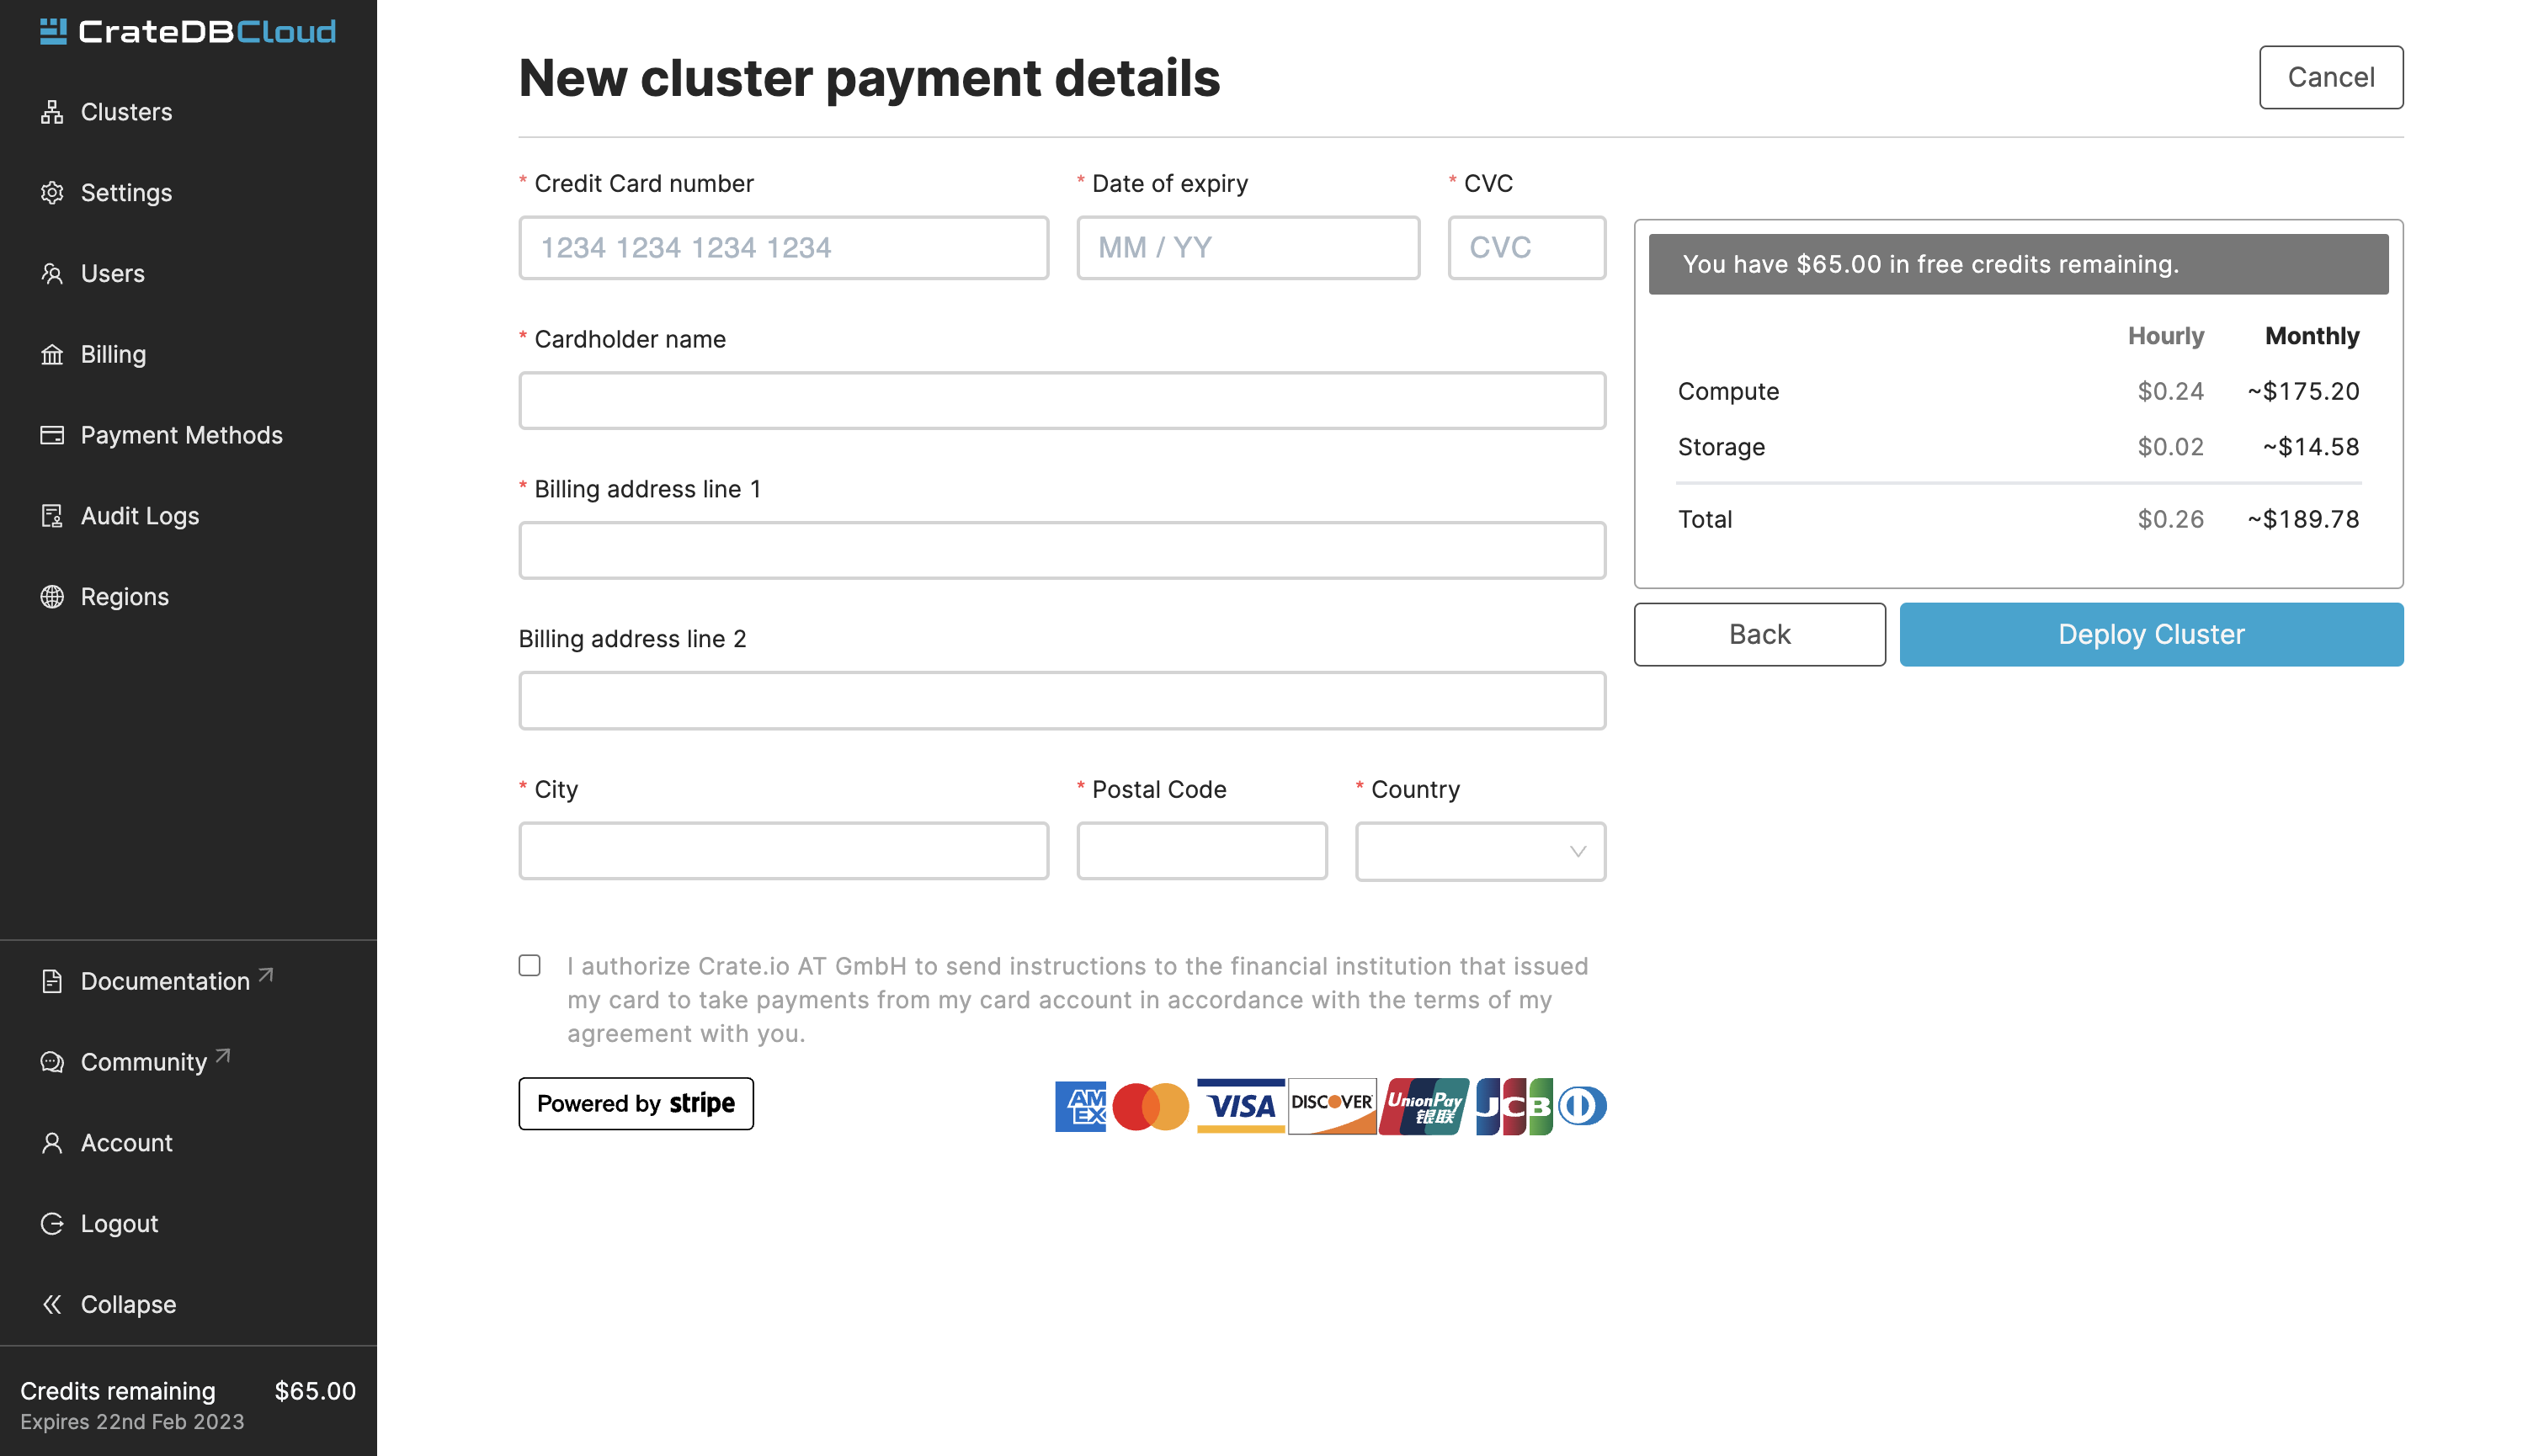 CrateDBCloud
Clusters
Settings
Users
Billing
Payment Methods
Audit Logs
Regions
Documentation
Community
Account
Logout
Collapse
Credits remaining $65.00
Expires 22nd Feb 2023
New cluster payment details
Cancel
* Credit Card number * Date of expiry * CVC
1234 1234 1234 1234 MM / YY CVC
* Cardholder name
* Billing address line 1
Billing address line 2
* City * Postal Code * Country
I authorize Crate.io AT GmbH to send instructions to the financial institution that issued
my card to take payments from my card account in accordance with the terms of my
agreement with you.
Powered by stripe
AM
EX
VISA
DISCOVER
UnionPay
银联
JCB
You have $65.00 in free credits remaining.
Hourly Monthly
Compute $0.24 ~$175.20
Storage $0.02 ~$14.58
Total $0.26 ~$189.78
Back
Deploy Cluster